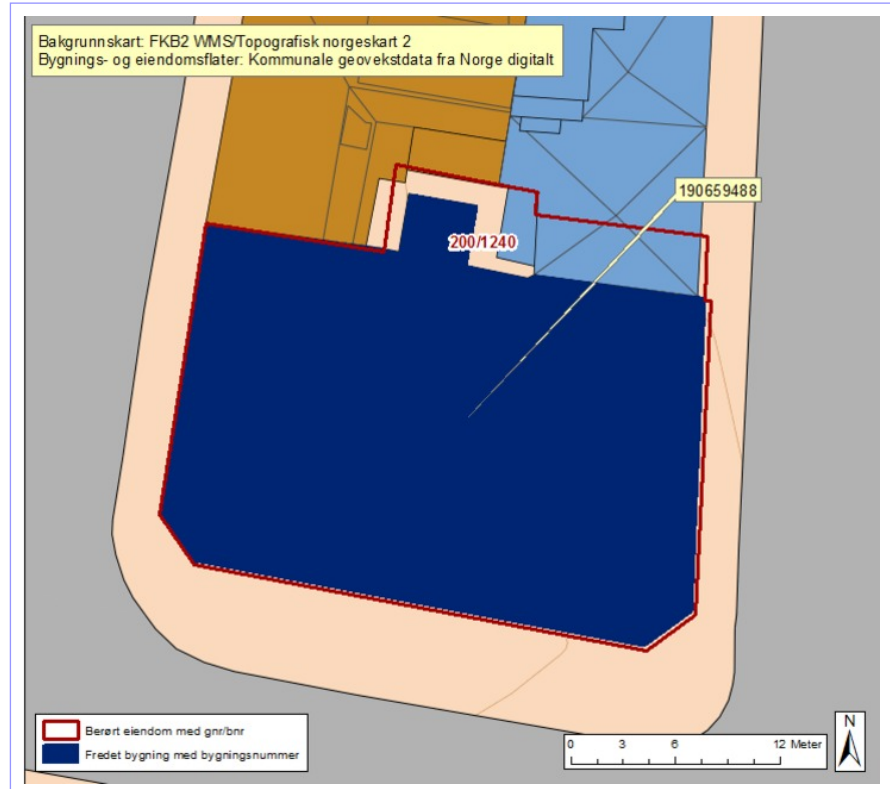 Bakgrunnskart: FKB2 WMS/Topografisk norgeskart 2
Bygnings- og eiendomsflater: Kommunale geovekstdata fra Norge digitalt
190659488
200/1240
Berørt eiendom med gnr/bnr
Fredet bygning med bygningsnummer
0 3 6 12 Meter
N